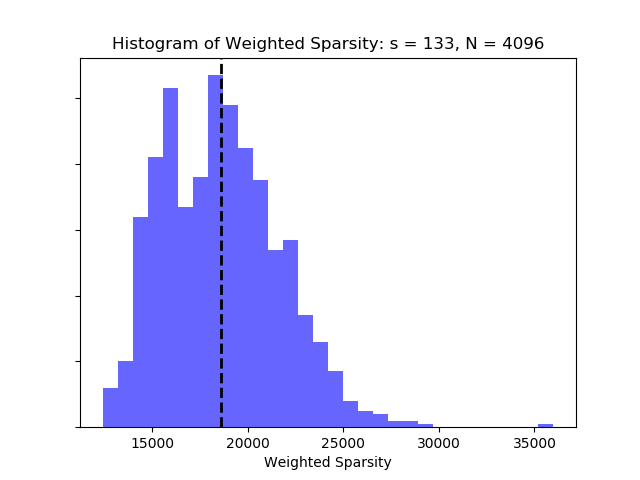 Histogram of Weighted Sparsity: s = 133, N = 4096
15000 20000 25000 30000 35000
Weighted Sparsity